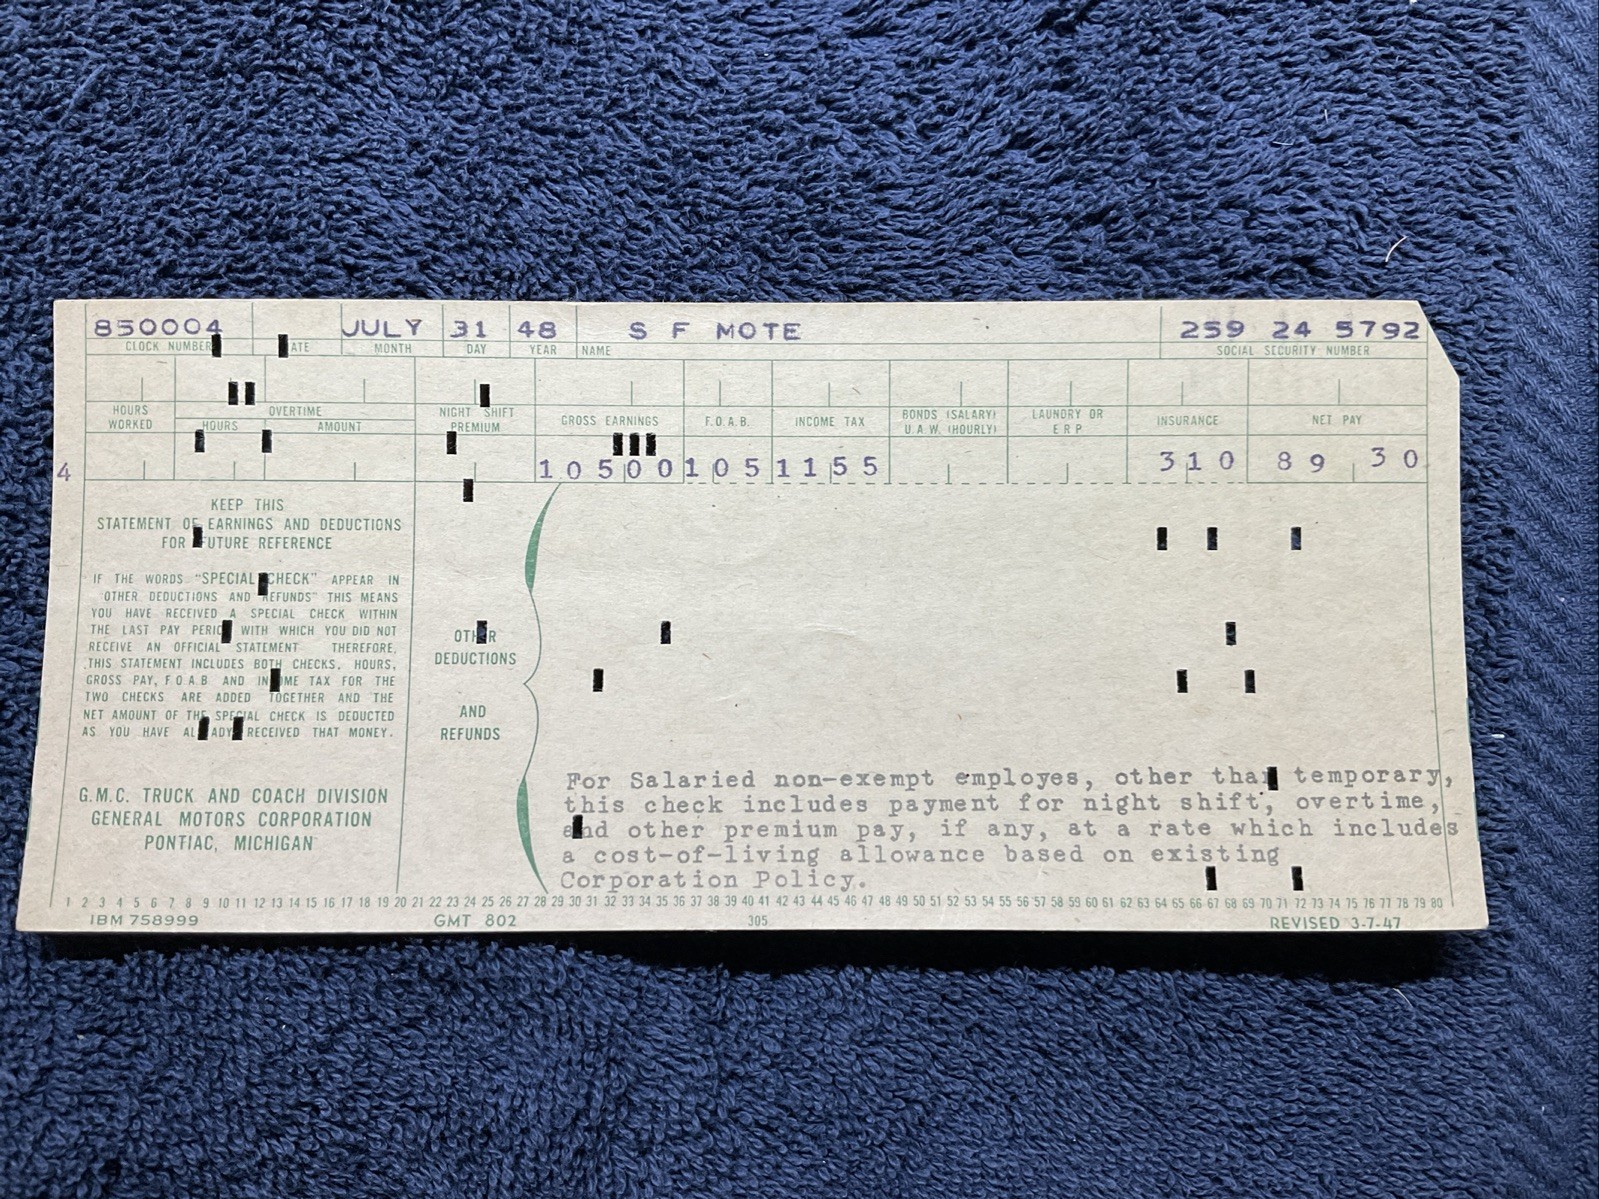 850004 JULY 31 48 S F MOTE 259 24 5792
CLOCK NUMBER ATE MONTH DAY YEAR NAME SOCIAL SECURITY NUMBER
HOURS WORKED OVERTIME HOURS AMOUNT NIGHT SHIFT PREMIUM GROSS EARNINGS F.O.A.B. INCOME TAX BONDS (SALARY) U.A.W. (HOURLY) LAUNDRY OR E R P INSURANCE NET PAY
4 10500 105 1155 310 89 30
KEEP THIS
STATEMENT OF EARNINGS AND DEDUCTIONS
FOR FUTURE REFERENCE
IF THE WORDS "SPECIAL CHECK" APPEAR IN
OTHER DEDUCTIONS AND REFUNDS" THIS MEANS
YOU HAVE RECEIVED A SPECIAL CHECK WITHIN
THE LAST PAY PERIOD WITH WHICH YOU DID NOT
RECEIVE AN OFFICIAL STATEMENT THEREFORE,
THIS STATEMENT INCLUDES BOTH CHECKS. HOURS,
GROSS PAY, F.O.A.B AND INCOME TAX FOR THE
TWO CHECKS ARE ADDED TOGETHER AND THE
NET AMOUNT OF THE SPECIAL CHECK IS DEDUCTED
AS YOU HAVE ALREADY RECEIVED THAT MONEY.
G.M.C. TRUCK AND COACH DIVISION
GENERAL MOTORS CORPORATION
PONTIAC, MICHIGAN
OTHER
DEDUCTIONS
AND
REFUNDS
For Salaried non-exempt employes, other than temporary,
this check includes payment for night shift, overtime,
and other premium pay, if any, at a rate which includes
a cost-of-living allowance based on existing
Corporation Policy.
1 2 3 4 5 6 7 8 9 10 11 12 13 14 15 16 17 18 19 20 21 22 23 24 25 26 27 28 29 30 31 32 33 34 35 36 37 38 39 40 41 42 43 44 45 46 47 48 49 50 51 52 53 54 55 56 57 58 59 60 61 62 63 64 65 66 67 68 69 70 71 72 73 74 75 76 77 78 79 80
IBM 758999 GMT 802 305 REVISED 3-7-47